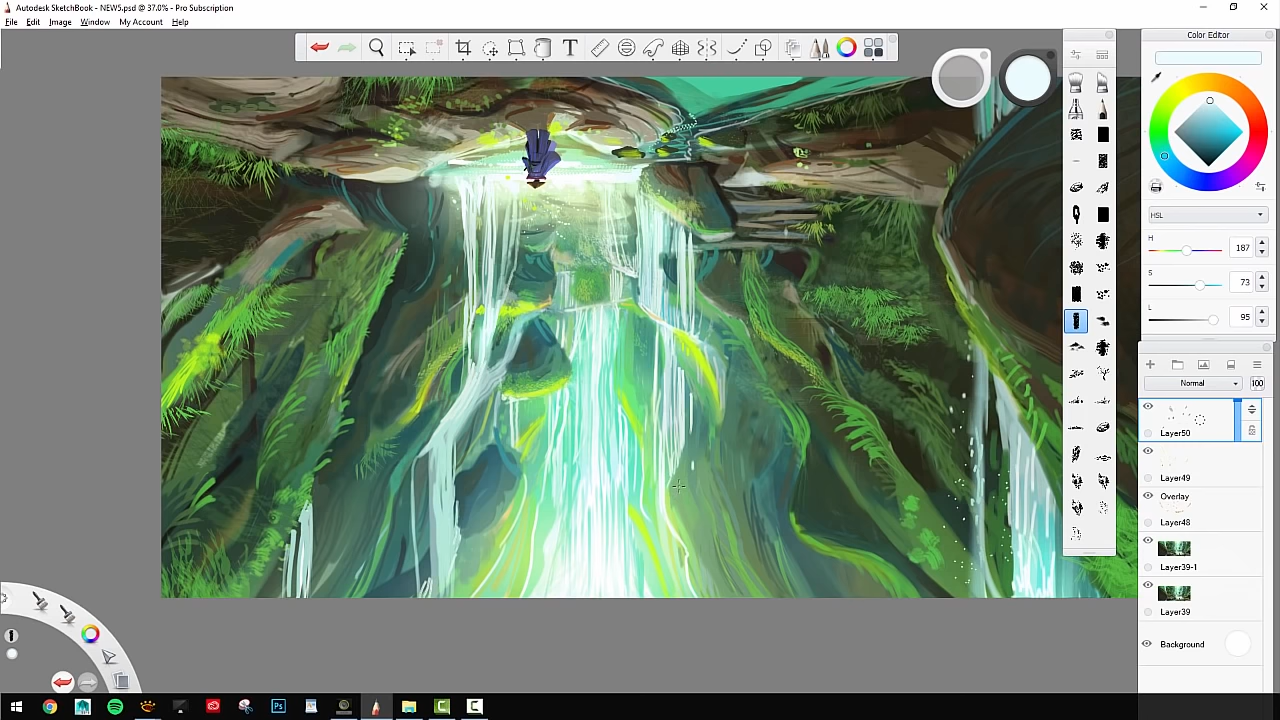 Autodesk SketchBook - NEW5.psd @ 37.0% - Pro Subscription
File Edit Image Window My Account Help
T
Color Editor
HSL
H 187
S 73
L 95
Normal 100
Layer50
Layer49
Overlay
Layer48
Layer39-1
Layer39
Background
Ps